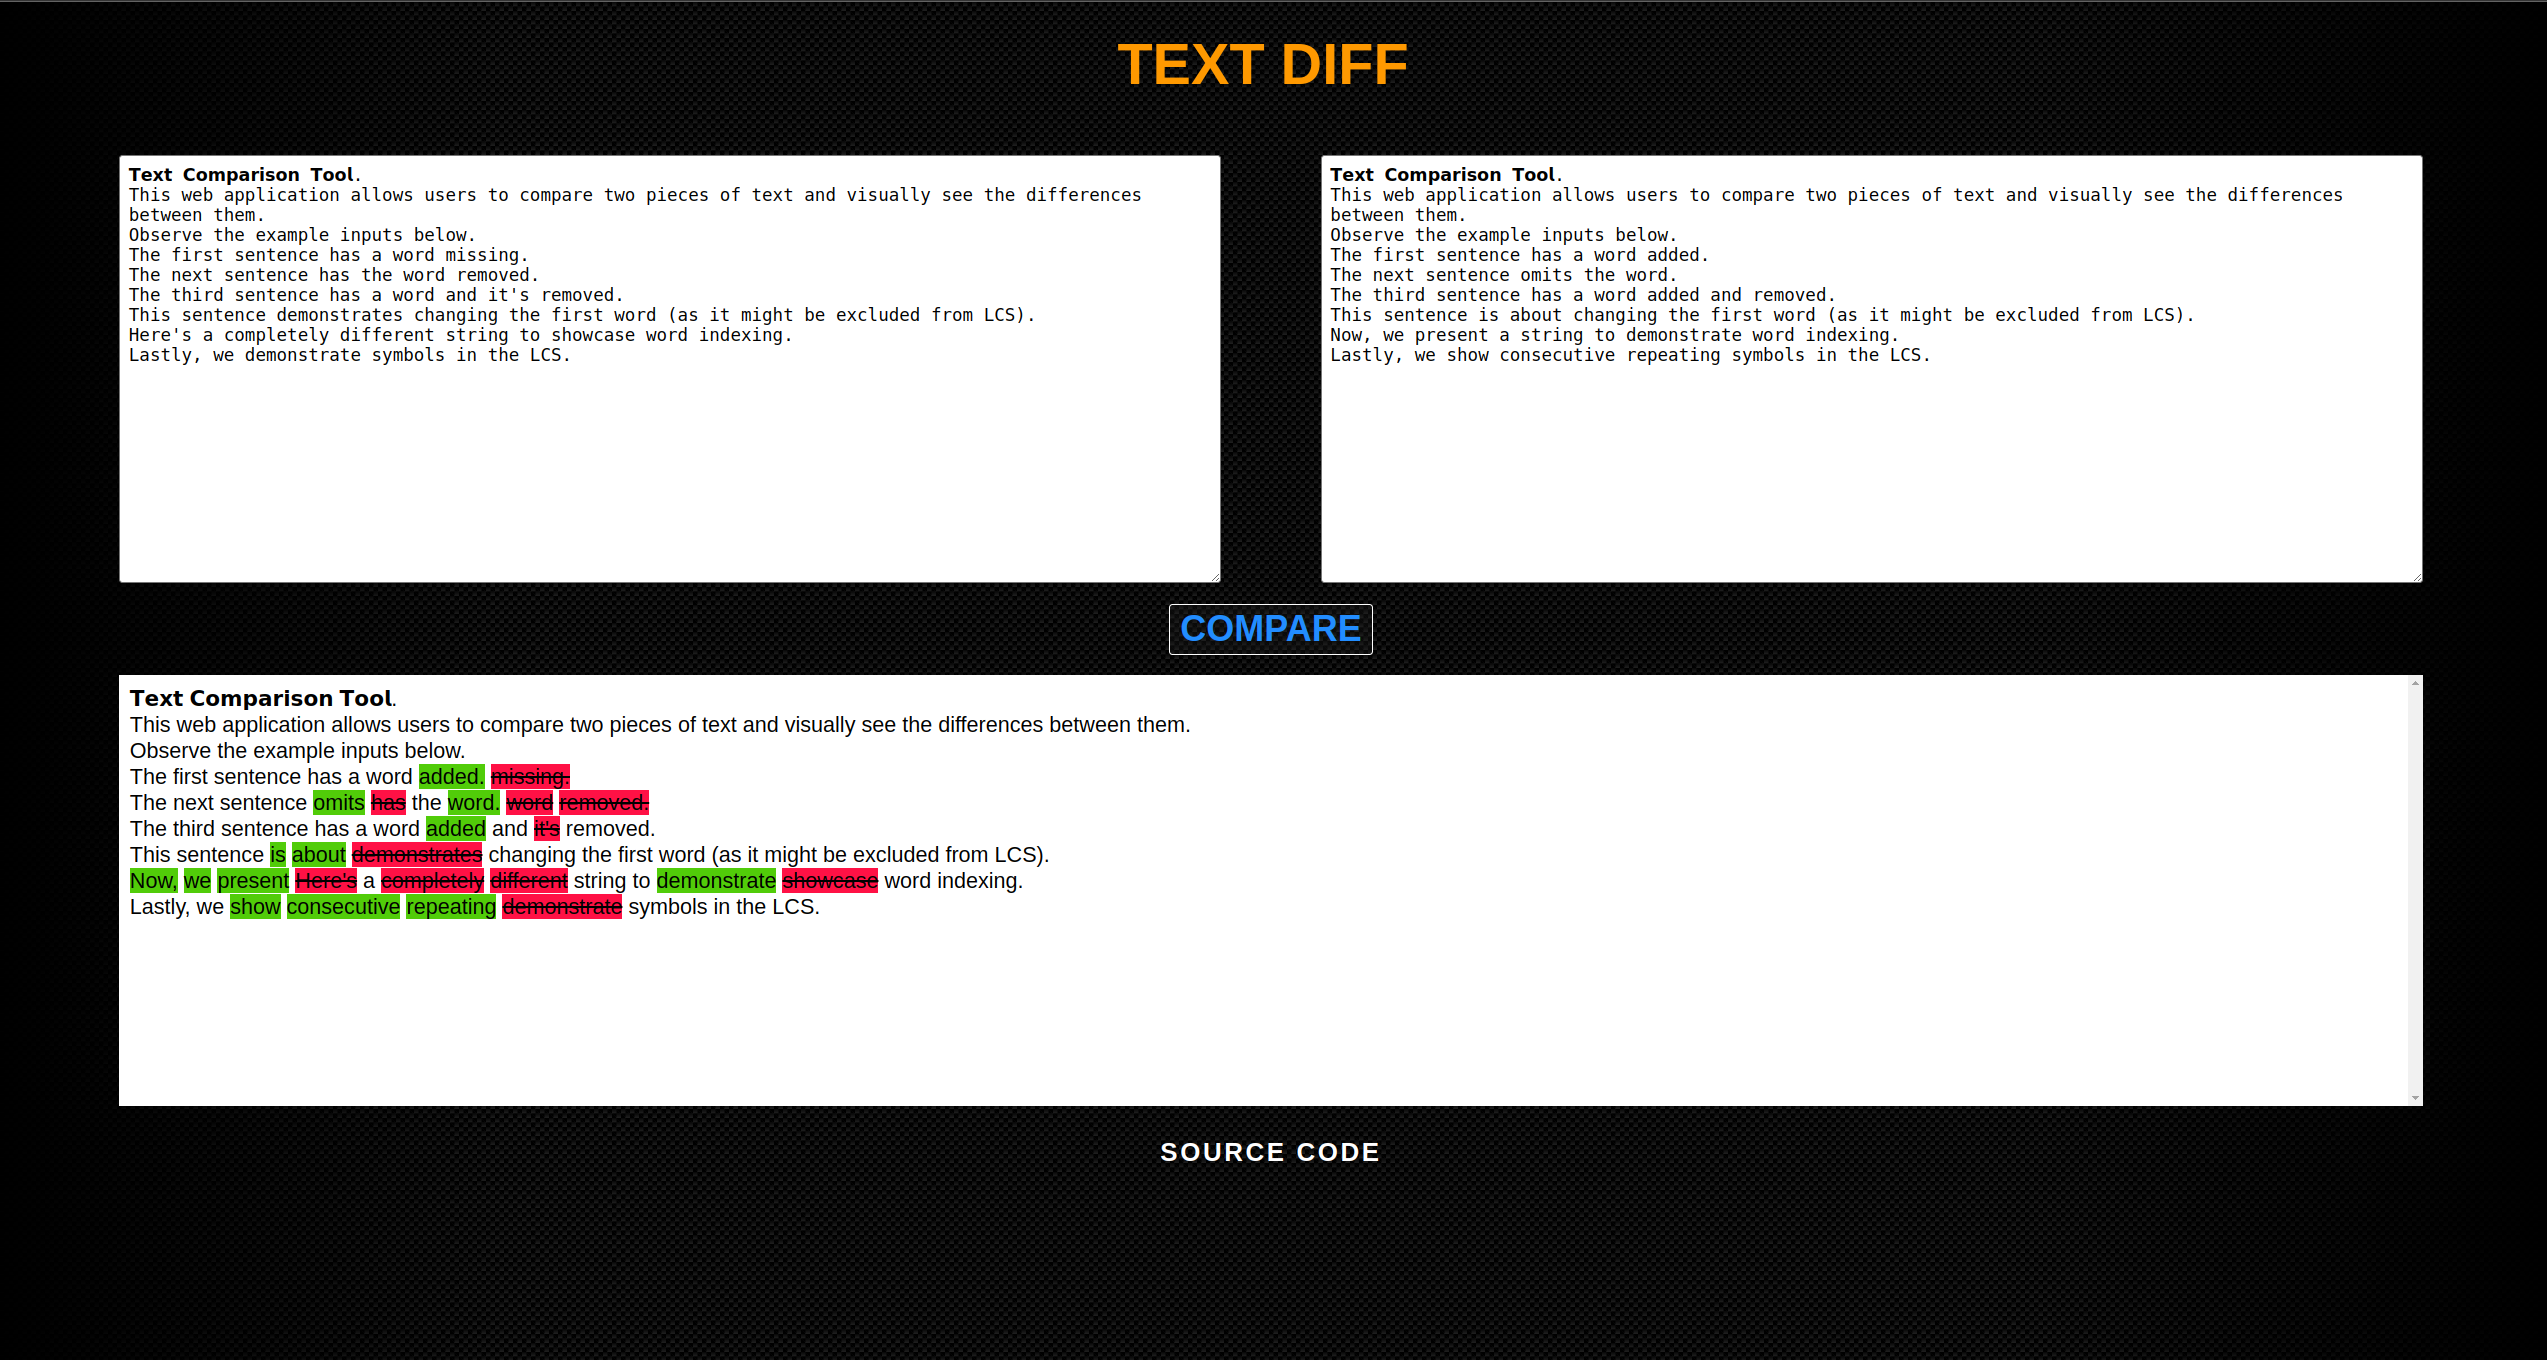 TEXT DIFF
Text Comparison Tool.
This web application allows users to compare two pieces of text and visually see the differences
between them.
Observe the example inputs below.
The first sentence has a word missing.
The next sentence has the word removed.
The third sentence has a word and it's removed.
This sentence demonstrates changing the first word (as it might be excluded from LCS).
Here's a completely different string to showcase word indexing.
Lastly, we demonstrate symbols in the LCS.
Text Comparison Tool.
This web application allows users to compare two pieces of text and visually see the differences
between them.
Observe the example inputs below.
The first sentence has a word added.
The next sentence omits the word.
The third sentence has a word added and removed.
This sentence is about changing the first word (as it might be excluded from LCS).
Now, we present a string to demonstrate word indexing.
Lastly, we show consecutive repeating symbols in the LCS.
COMPARE
Text Comparison Tool.
This web application allows users to compare two pieces of text and visually see the differences between them.
Observe the example inputs below.
The first sentence has a word added. missing.
The next sentence omits has the word. word removed.
The third sentence has a word added and it's removed.
This sentence is about demonstrates changing the first word (as it might be excluded from LCS).
Now, we present Here's a completely different string to demonstrate showcase word indexing.
Lastly, we show consecutive repeating demonstrate symbols in the LCS.
SOURCE CODE